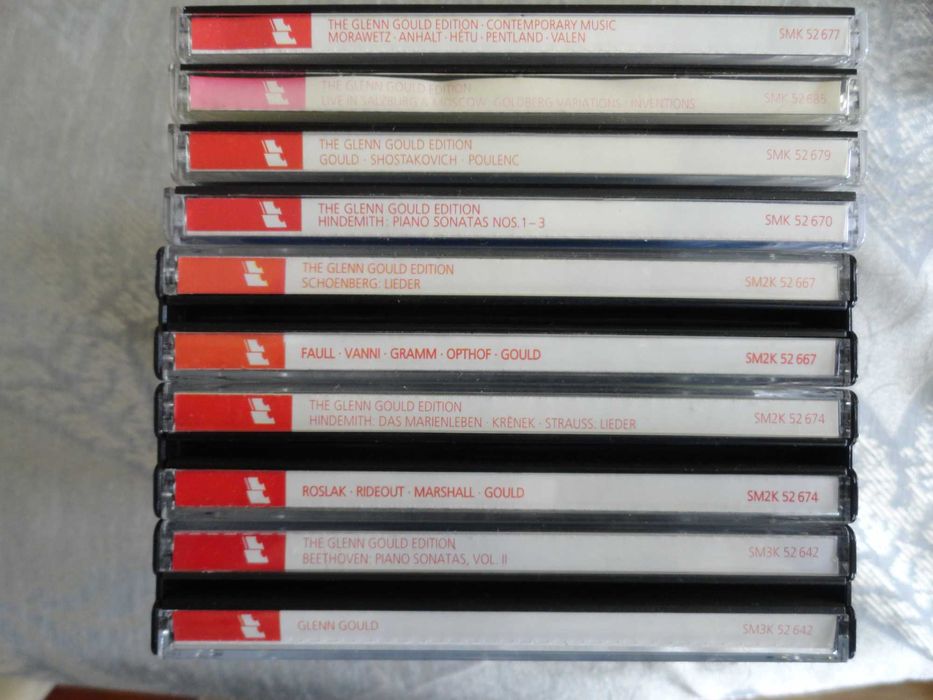 THE GLENN GOULD EDITION · CONTEMPORARY MUSIC
MORAWETZ · ANHALT · HÉTU · PENTLAND · VALEN
SMK 52 677
THE GLENN GOULD EDITION
LIVE IN SALZBURG & MOSCOW · GOLDBERG VARIATIONS · INVENTIONS
SMK 52 685
THE GLENN GOULD EDITION
GOULD · SHOSTAKOVICH · POULENC
SMK 52 679
THE GLENN GOULD EDITION
HINDEMITH: PIANO SONATAS NOS. 1–3
SMK 52 670
THE GLENN GOULD EDITION
SCHOENBERG: LIEDER
SM2K 52 667
FAULL · VANNI · GRAMM · OPTHOF · GOULD
SM2K 52 667
THE GLENN GOULD EDITION
HINDEMITH: DAS MARIENLEBEN · KRĚNEK · STRAUSS: LIEDER
SM2K 52 674
ROSLAK · RIDEOUT · MARSHALL · GOULD
SM2K 52 674
THE GLENN GOULD EDITION
BEETHOVEN: PIANO SONATAS, VOL. II
SM3K 52 642
GLENN GOULD
SM3K 52 642